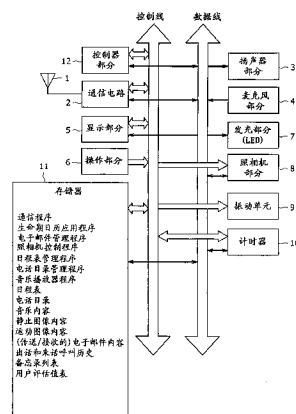 控制线
数据线
12
控制器
部分
1
通信电路
2
显示部分
5
操作部分
6
扬声器
部分
3
麦克风
部分
4
发光部分
(LED)
7
照相机
部分
8
振动单元
9
计时器
10
11
存储器
通信程序
生命期日历应用程序
电子邮件管理程序
照相机控制程序
日程录管理程序
电话目录管理程序
音乐播放器程序
日程表
电话目录
音乐内容
静止图像内容
运动图像内容
(传送/接收的)电子邮件内容
出话和来话呼叫历史
备忘录列表
用户评估值表